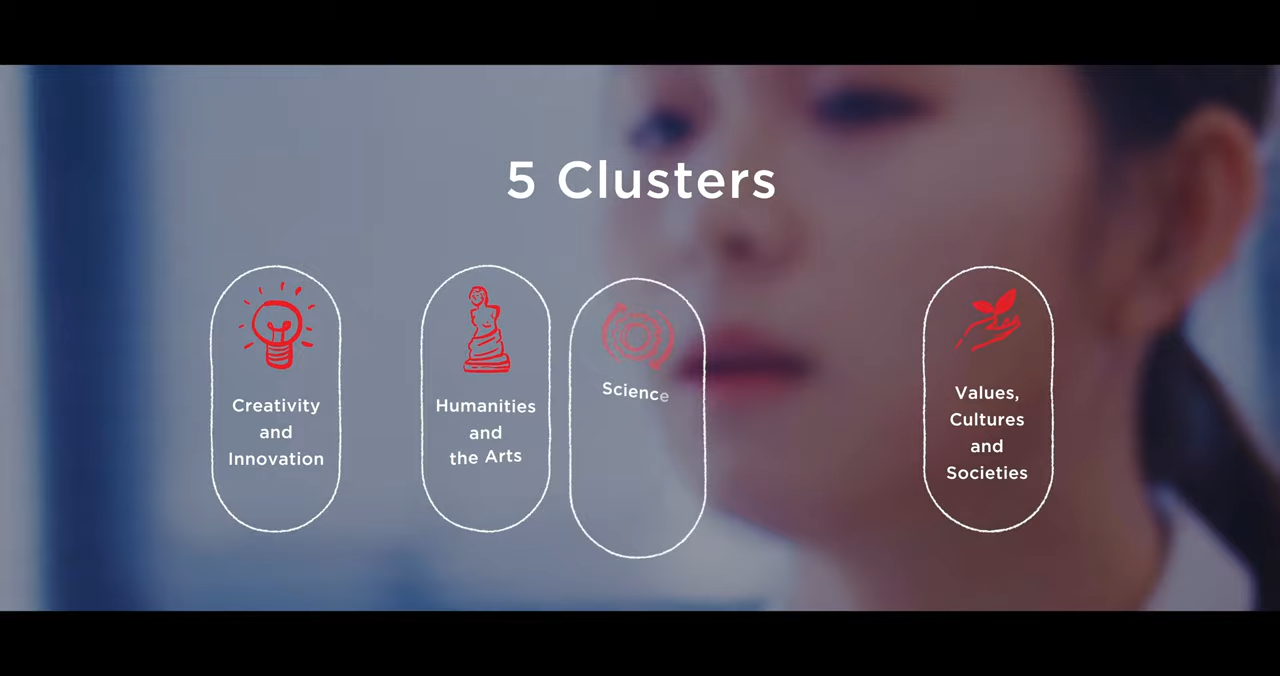 5 Clusters
Creativity
and
Innovation
Humanities
and
the Arts
Science
Values,
Cultures
and
Societies